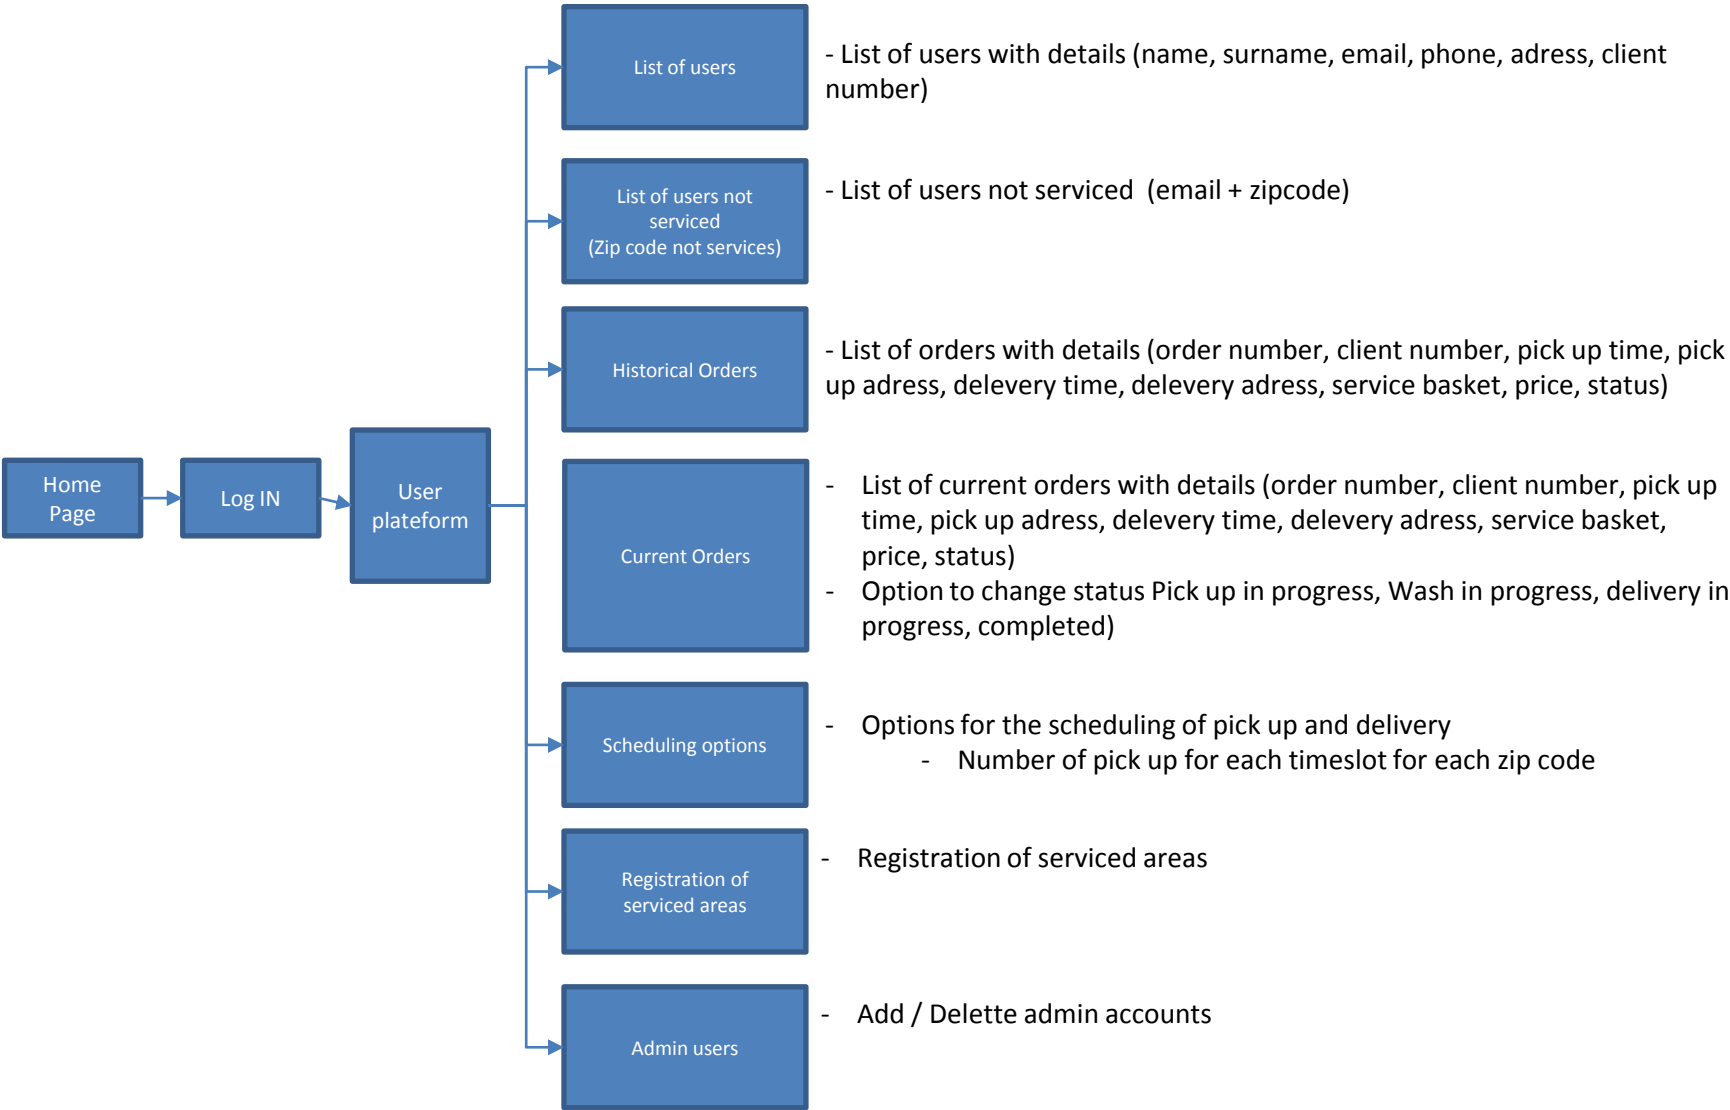 List of users
- List of users with details (name, surname, email, phone, adress, client
number)
List of users not
serviced
(Zip code not services)
- List of users not serviced  (email + zipcode)
Historical Orders
- List of orders with details (order number, client number, pick up time, pick
up adress, delevery time, delevery adress, service basket, price, status)
Home
Page
Log IN
User
plateform
Current Orders
- List of current orders with details (order number, client number, pick up
time, pick up adress, delevery time, delevery adress, service basket,
price, status)
- Option to change status Pick up in progress, Wash in progress, delivery in
progress, completed)
Scheduling options
- Options for the scheduling of pick up and delivery
- Number of pick up for each timeslot for each zip code
Registration of
serviced areas
- Registration of serviced areas
Admin users
- Add / Delette admin accounts